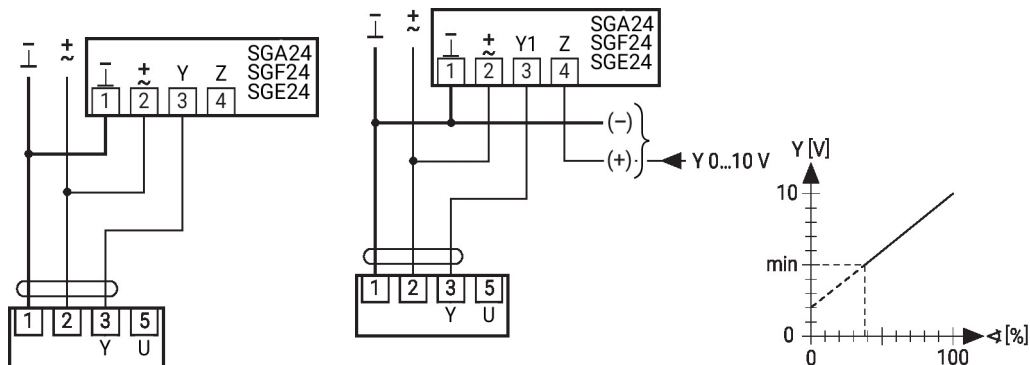 – + 
⊥ ~
SGA24
SGF24
SGE24
– + Y Z
⊥ ~
1 2 3 4
1 2 3 5
Y U
– +
⊥ ~
SGA24
SGF24
SGE24
– + Y1 Z
⊥ ~
1 2 3 4
(–)
(+) Y 0...10 V
1 2 3 5
Y U
Y [V]
10
min
0
0 100
∢ [%]